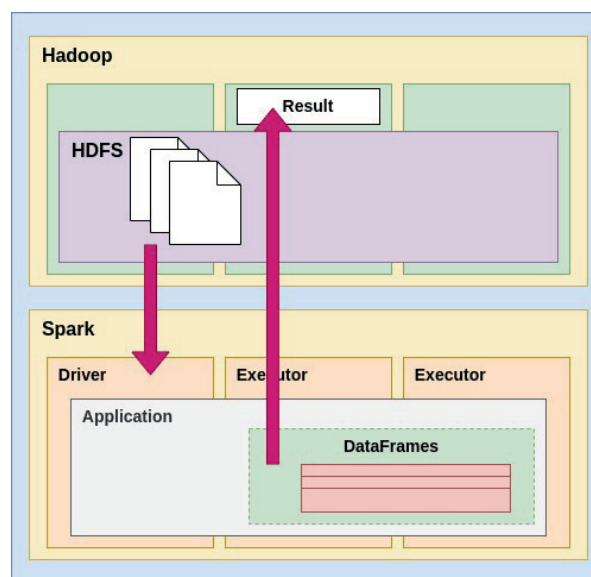 Hadoop
Result
HDFS
Spark
Driver
Executor
Executor
Application
DataFrames